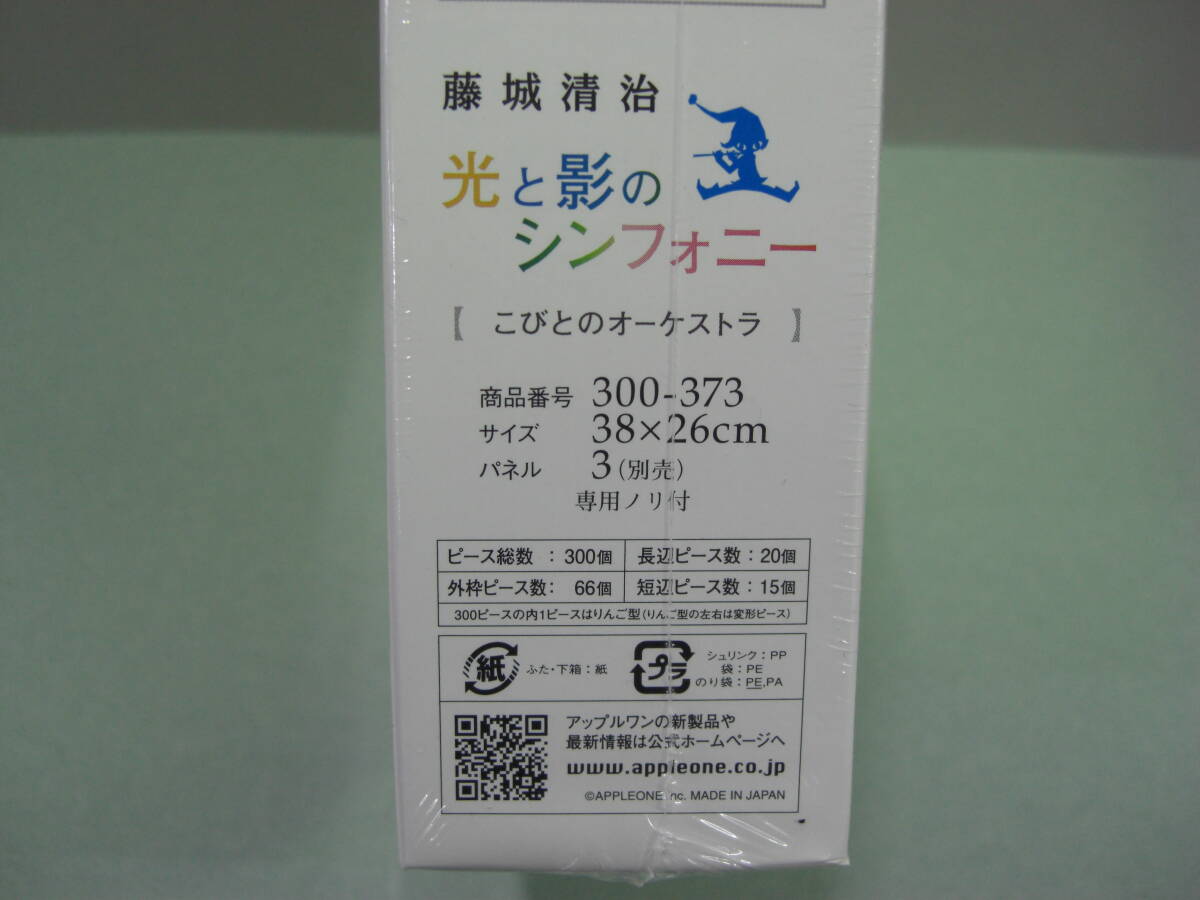 藤城清治
光と影の
シンフォニー
【 こびとのオーケストラ 】
商品番号 300-373
サイズ 38×26cm
パネル 3(別売)
専用ノリ付
ピース総数 : 300個 長辺ピース数 : 20個
外枠ピース数: 66個 短辺ピース数 : 15個
300ピースの内1ピースはりんご型(りんご型の左右は変形ピース)
紙 ふた・下箱 : 紙
プラ シュリンク : PP
袋 : PE
のり袋 : PE,PA
アップルワンの新製品や
最新情報は公式ホームページへ
www.appleone.co.jp
©APPLEONE Inc. MADE IN JAPAN